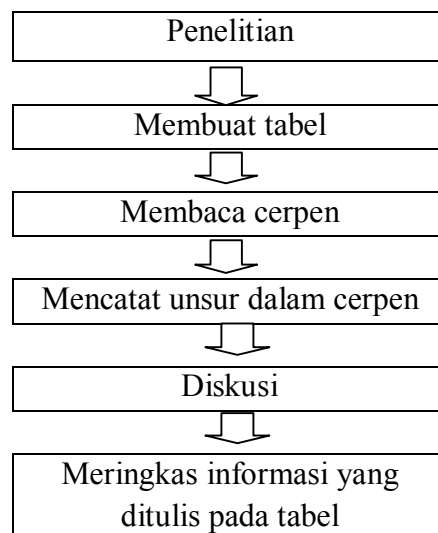 Penelitian
Membuat tabel
Membaca cerpen
Mencatat unsur dalam cerpen
Diskusi
Meringkas informasi yang
ditulis pada tabel